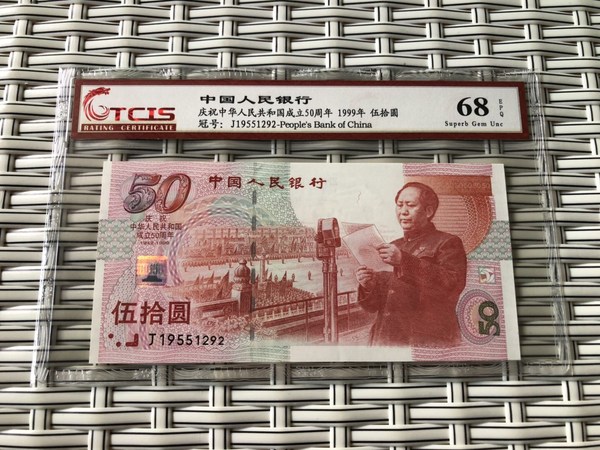 CTCIS
RATING CERTIFICATE
中国人民银行
庆祝中华人民共和国成立50周年 1999年 伍拾圆
冠号：J19551292-People's Bank of China
68 EPQ
Superb Gem Unc
50
中国人民银行
庆祝
中华人民共和国
成立50周年
1949-1999
伍拾圆
J19551292
50